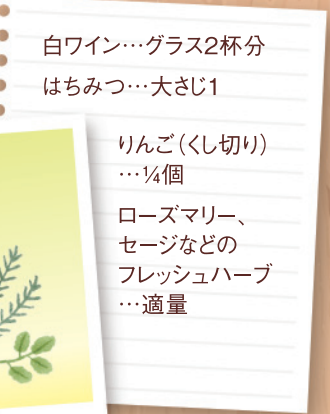 白ワイン…グラス2杯分
はちみつ…大さじ1
りんご（くし切り）
…¼個
ローズマリー、
セージなどの
フレッシュハーブ
…適量